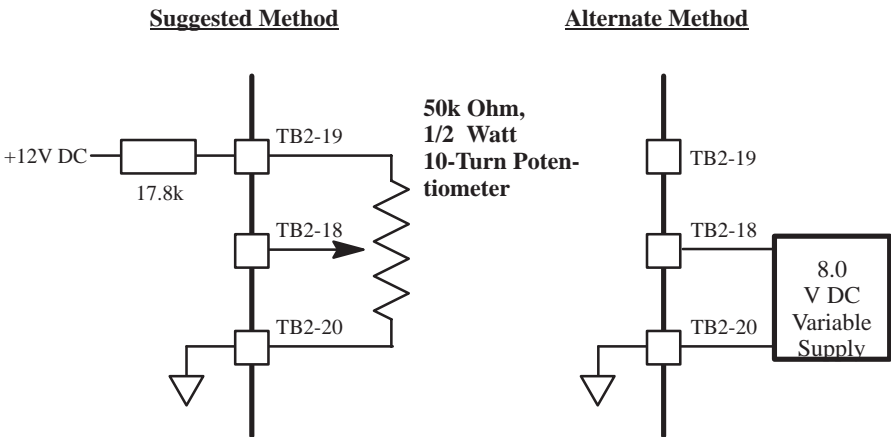 Suggested Method
+12V DC
17.8k
TB2-19
TB2-18
TB2-20
50k Ohm,
1/2 Watt
10-Turn Poten-
tiometer
Alternate Method
TB2-19
TB2-18
TB2-20
8.0
V DC
Variable
Supply